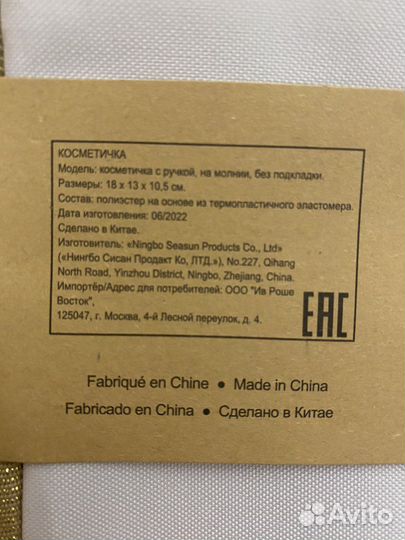 КОСМЕТИЧКА
Модель: косметичка с ручкой, на молнии, без подкладки.
Размеры: 18 x 13 x 10,5 см.
Состав: полиэстер на основе из термопластичного эластомера.
Дата изготовления: 06/2022
Сделано в Китае.
Изготовитель: «Ningbo Seasun Products Co., Ltd»
(«Нингбо Сисан Продакт Ко, ЛТД.»), No.227, Qihang
North Road, Yinzhou District, Ningbo, Zhejiang, China.
Импортёр/Адрес для потребителей: ООО "Ив Роше
Восток",
125047, г. Москва, 4-й Лесной переулок, д. 4.
EAC
Fabriqué en Chine ● Made in China
Fabricado en China ● Сделано в Китае
Avito